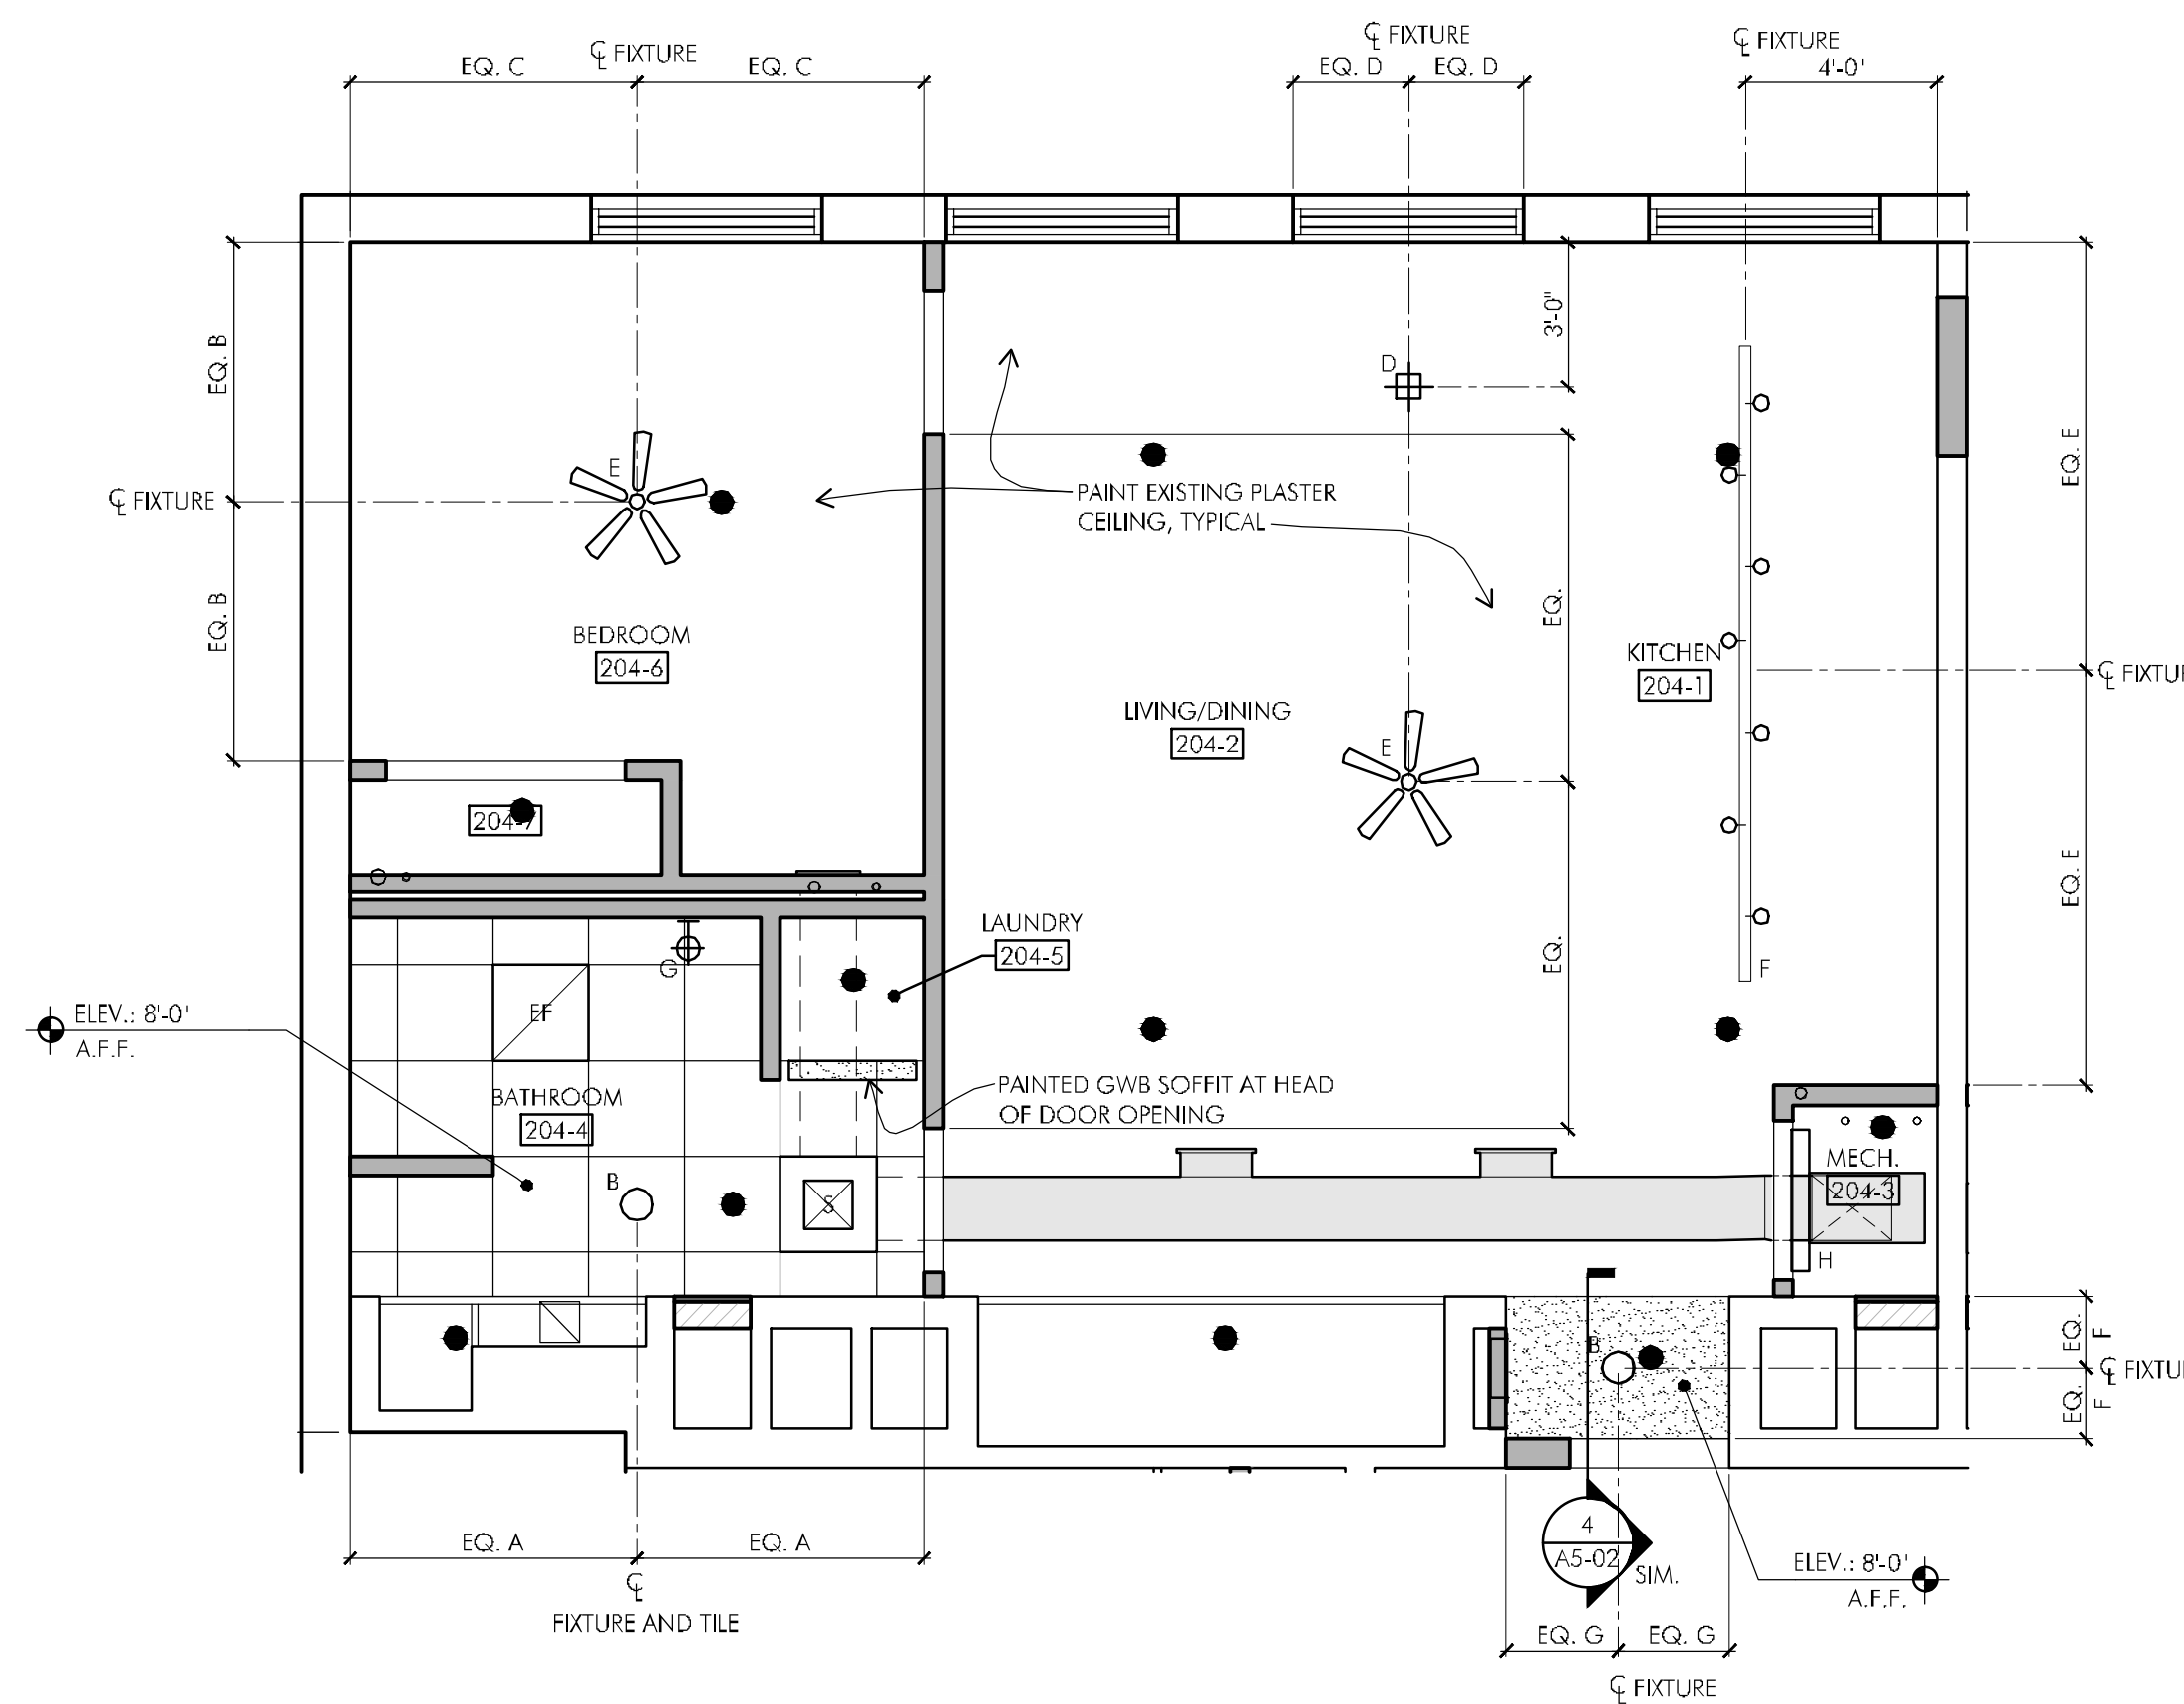 ℄ FIXTURE
℄ FIXTURE
℄ FIXTURE
EQ. C
EQ. C
EQ. D
EQ. D
4'-0'
EQ. B
3'-0"
EQ. E
D
E
℄ FIXTURE
PAINT EXISTING PLASTER
CEILING, TYPICAL
EQ. B
EQ.
BEDROOM
204-6
KITCHEN
204-1
℄ FIXTU
LIVING/DINING
204-2
E
204-7
EQ. E
LAUNDRY
204-5
EQ.
G
F
EF
ELEV.: 8'-0'
A.F.F.
PAINTED GWB SOFFIT AT HEAD
OF DOOR OPENING
BATHROOM
204-4
MECH.
204-3
B
S
H
EQ.
F
B
℄ FIXTU
EQ.
F
EQ. A
EQ. A
4
A5-02
SIM.
ELEV.: 8'-0'
A.F.F.
℄
FIXTURE AND TILE
EQ. G
EQ. G
℄ FIXTURE